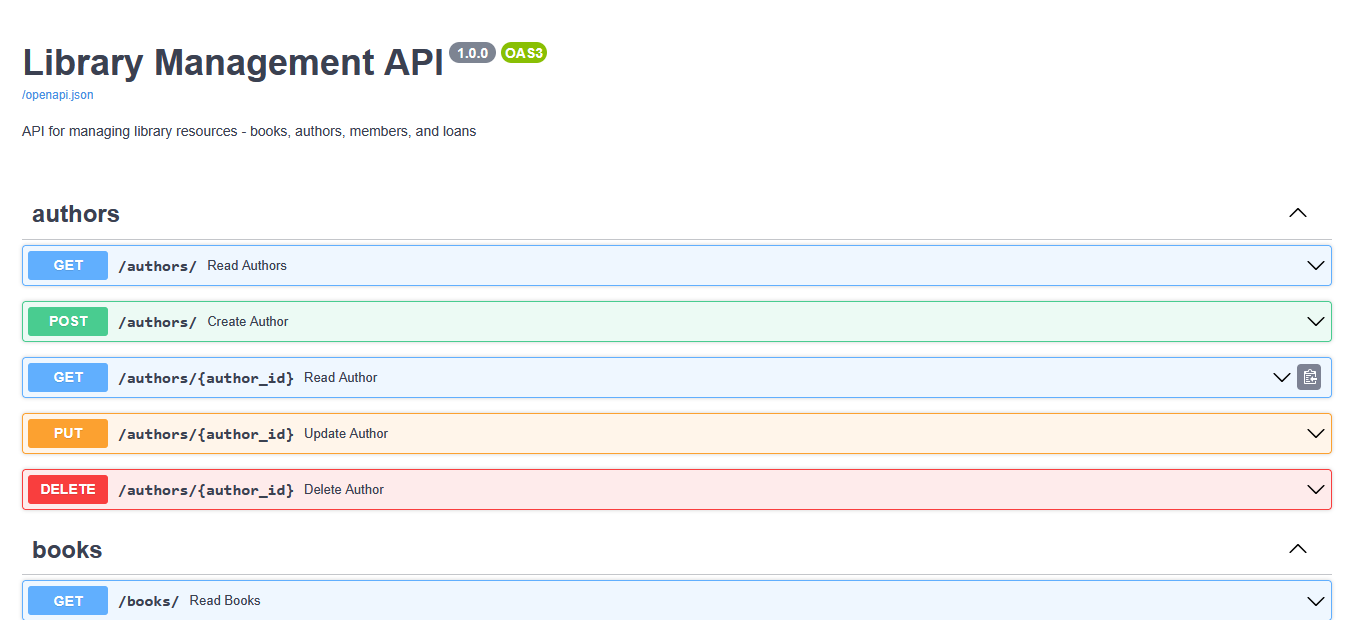 Library Management API 1.0.0 OAS3
/openapi.json
API for managing library resources - books, authors, members, and loans
authors
GET /authors/ Read Authors
POST /authors/ Create Author
GET /authors/{author_id} Read Author
PUT /authors/{author_id} Update Author
DELETE /authors/{author_id} Delete Author
books
GET /books/ Read Books